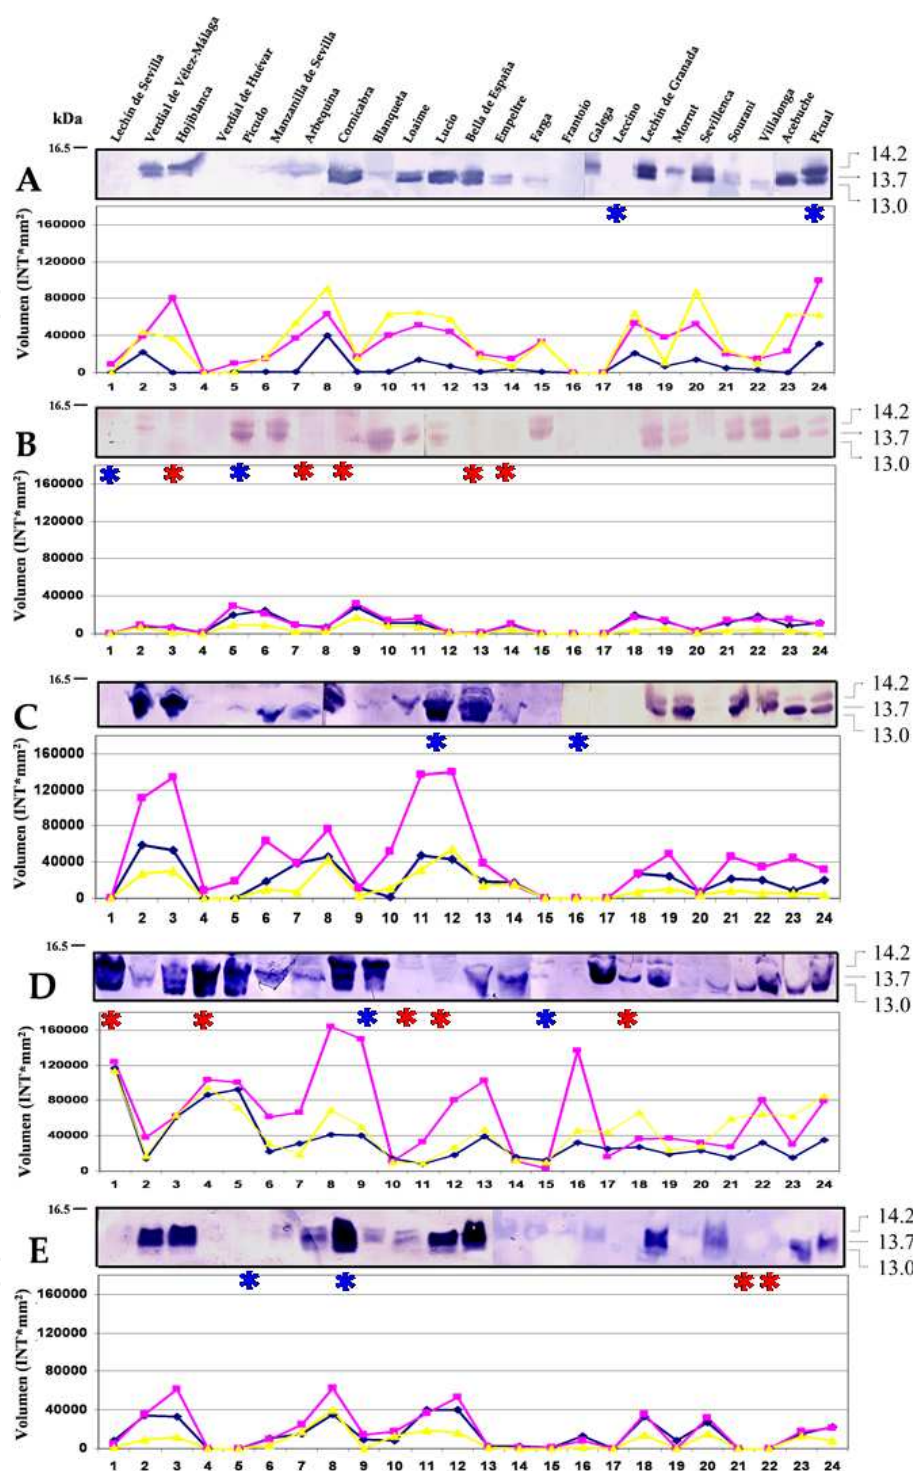 Lechín de Sevilla
Verdial de Vélez-Málaga
Hojiblanca
Verdial de Huévar
Picudo
Manzanilla de Sevilla
Arbequina
Cornicabra
Blanqueta
Loaime
Lucio
Bella de España
Empeltre
Farga
Frantoio
Galega
Leccino
Lechín de Granada
Morrut
Sevillenca
Sourani
Villalonga
Acebuche
Picual
kDa
16.5
A
14.2
13.7
13.0
Volumen (INT*mm²)
160000
120000
80000
40000
0
1 2 3 4 5 6 7 8 9 10 11 12 13 14 15 16 17 18 19 20 21 22 23 24
16.5
B
14.2
13.7
13.0
Volumen (INT*mm²)
160000
120000
80000
40000
0
1 2 3 4 5 6 7 8 9 10 11 12 13 14 15 16 17 18 19 20 21 22 23 24
16.5
C
14.2
13.7
13.0
Volumen (INT*mm²)
160000
120000
80000
40000
0
1 2 3 4 5 6 7 8 9 10 11 12 13 14 15 16 17 18 19 20 21 22 23 24
16.5
D
14.2
13.7
13.0
Volumen (INT*mm²)
160000
120000
80000
40000
0
1 2 3 4 5 6 7 8 9 10 11 12 13 14 15 16 17 18 19 20 21 22 23 24
16.5
E
14.2
13.7
13.0
Volumen (INT*mm²)
160000
120000
80000
40000
0
1 2 3 4 5 6 7 8 9 10 11 12 13 14 15 16 17 18 19 20 21 22 23 24